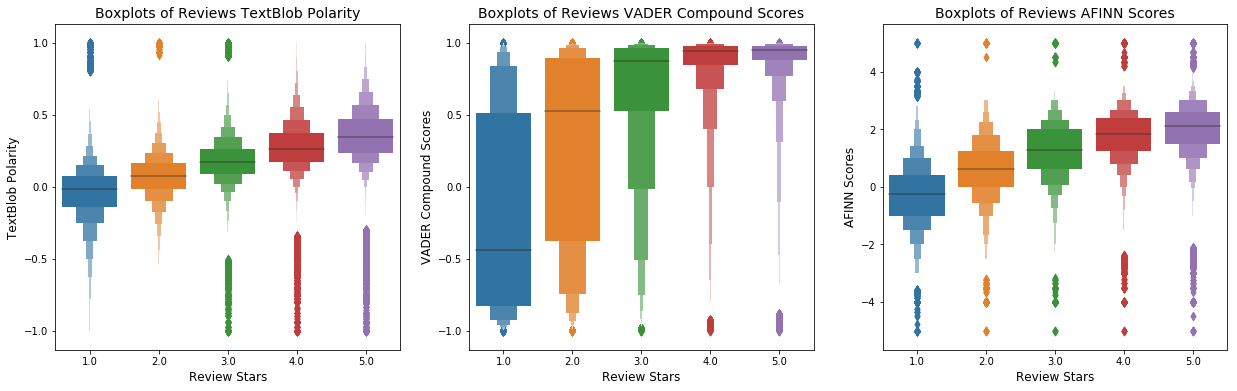 Boxplots of Reviews TextBlob Polarity
TextBlob Polarity
1.0
0.5
0.0
−0.5
−1.0
1.0 2.0 3.0 4.0 5.0
Review Stars
Boxplots of Reviews VADER Compound Scores
VADER Compound Scores
1.0
0.5
0.0
−0.5
−1.0
1.0 2.0 3.0 4.0 5.0
Review Stars
Boxplots of Reviews AFINN Scores
AFINN Scores
4
2
0
−2
−4
1.0 2.0 3.0 4.0 5.0
Review Stars